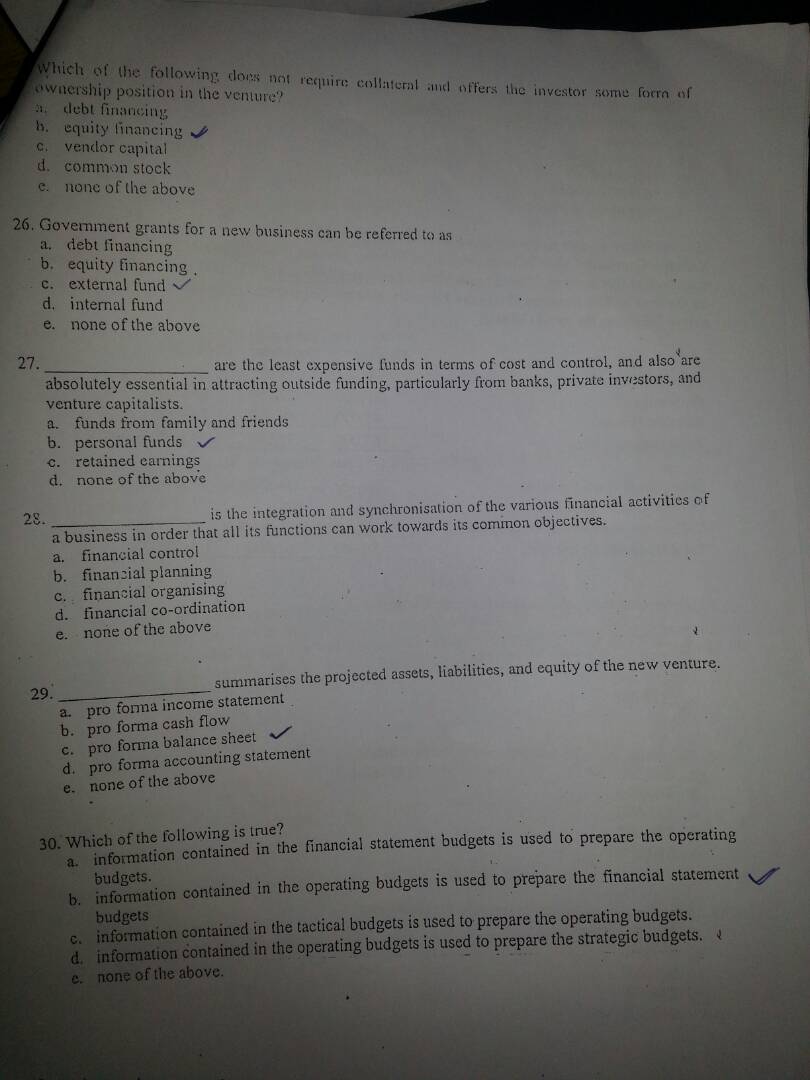 Which of the following does not require collateral and offers the investor some form of
ownership position in the venture?
a. debt financing
b. equity financing
c. vendor capital
d. common stock
e. none of the above
26. Government grants for a new business can be referred to as
a. debt financing
b. equity financing
c. external fund
d. internal fund
e. none of the above
27. ____________ are the least expensive funds in terms of cost and control, and also are
absolutely essential in attracting outside funding, particularly from banks, private investors, and
venture capitalists.
a. funds from family and friends
b. personal funds
c. retained earnings
d. none of the above
28. ____________ is the integration and synchronisation of the various financial activities of
a business in order that all its functions can work towards its common objectives.
a. financial control
b. financial planning
c. financial organising
d. financial co-ordination
e. none of the above
29. ____________ summarises the projected assets, liabilities, and equity of the new venture.
a. pro forma income statement
b. pro forma cash flow
c. pro forma balance sheet
d. pro forma accounting statement
e. none of the above
30. Which of the following is true?
a. information contained in the financial statement budgets is used to prepare the operating
budgets.
b. information contained in the operating budgets is used to prepare the financial statement
budgets
c. information contained in the tactical budgets is used to prepare the operating budgets.
d. information contained in the operating budgets is used to prepare the strategic budgets.
e. none of the above.